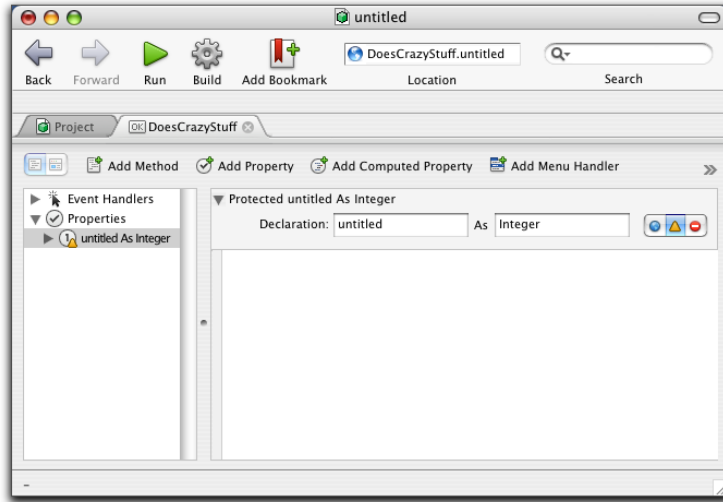 untitled
Back Forward Run Build Add Bookmark DoesCrazyStuff.untitled Location Q Search
Project OK DoesCrazyStuff
Add Method Add Property Add Computed Property Add Menu Handler »
Event Handlers
Properties
1 untitled As Integer
Protected untitled As Integer
Declaration: untitled As Integer